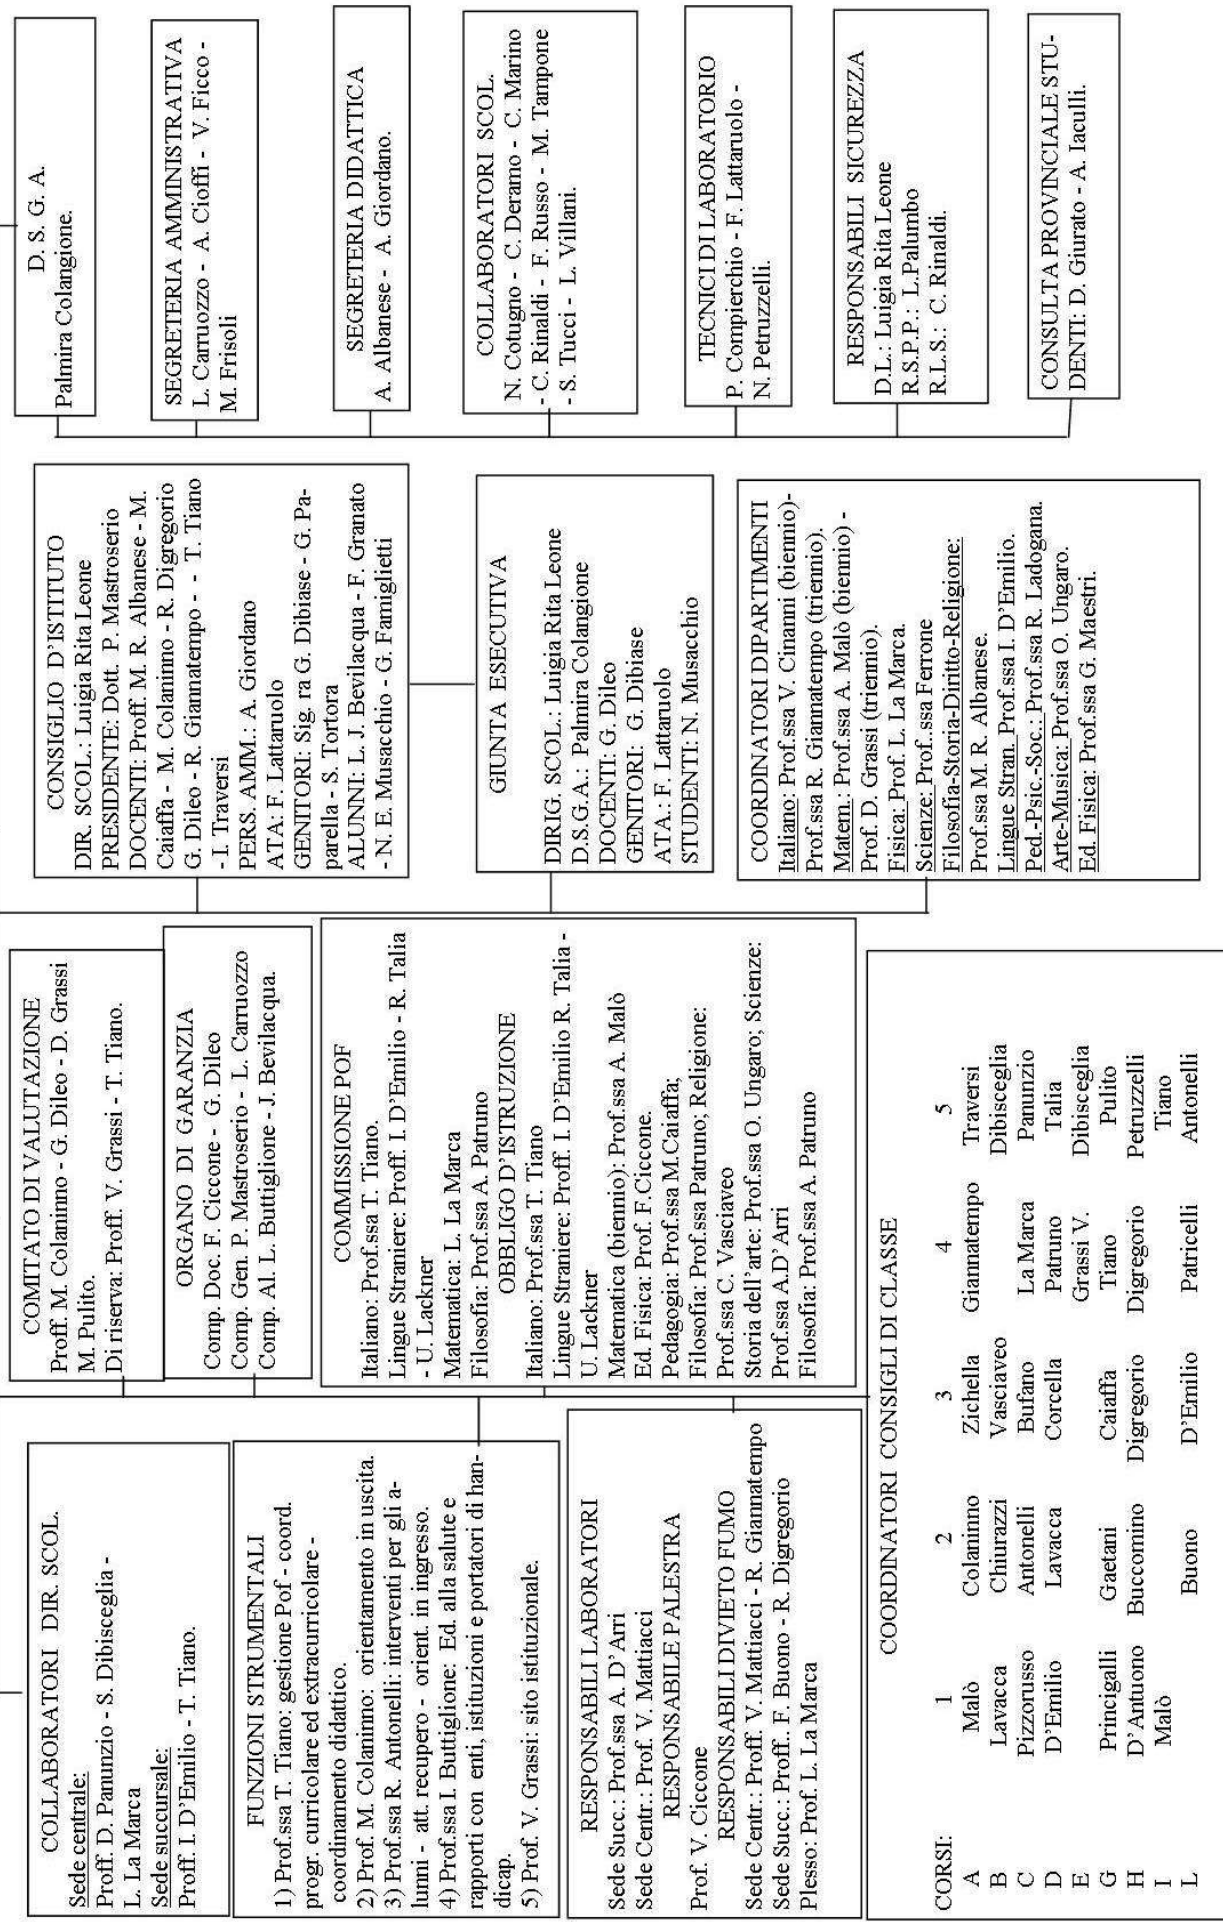 COLLABORATORI DIR. SCOL.
Sede centrale:
Proff. D. Panunzio - S. Dibisceglia -
L. La Marca
Sede succursale:
Proff. I. D'Emilio - T. Tiano.
FUNZIONI STRUMENTALI
1) Prof.ssa T. Tiano: gestione Pof - coord.
progr. curricolare ed extracurricolare -
coordinamento didattico.
2) Prof. M. Colaninno: orientamento in uscita.
3) Prof.ssa R. Antonelli: interventi per gli a-
lunni - att. recupero - orient. in ingresso.
4) Prof.ssa I. Buttiglione: Ed. alla salute e
rapporti con enti, istituzioni e portatori di han-
dicap.
5) Prof. V. Grassi: sito istituzionale.
RESPONSABILI LABORATORI
Sede Succ.: Prof.ssa A. D'Arri
Sede Centr.: Prof. V. Mattiacci
RESPONSABILE PALESTRA
Prof. V. Ciccone
RESPONSABILI DIVIETO FUMO
Sede Centr.: Proff. V. Mattiacci - R. Giannatempo
Sede Succ.: Proff. F. Buono - R. Digregorio
Plesso: Prof. L. La Marca
COMITATO DI VALUTAZIONE
Proff. M. Colaninno - G. Dileo - D. Grassi
M. Pulito.
Di riserva: Proff. V. Grassi - T. Tiano.
ORGANO DI GARANZIA
Comp. Doc. F. Ciccone - G. Dileo
Comp. Gen. P. Mastroserio - L. Carruozzo
Comp. Al. L. Buttiglione - J. Bevilacqua.
COMMISSIONE POF
Italiano: Prof.ssa T. Tiano.
Lingue Straniere: Proff. I. D'Emilio - R. Talia
- U. Lackner
Matematica: L. La Marca
Filosofia: Prof.ssa A. Patruno
OBBLIGO D'ISTRUZIONE
Italiano: Prof.ssa T. Tiano
Lingue Straniere: Proff. I. D'Emilio R. Talia -
U. Lackner
Matematica (biennio): Prof.ssa A. Malò
Ed. Fisica: Prof. F.Ciccone.
Pedagogia: Prof.ssa M.Caiaffa;
Filosofia: Prof.ssa Patruno; Religione:
Prof.ssa C. Vasciaveo
Storia dell'arte: Prof.ssa O. Ungaro; Scienze:
Prof.ssa A.D'Arri
Filosofia: Prof.ssa A. Patruno
CONSIGLIO D'ISTITUTO
DIR. SCOL.: Luigia Rita Leone
PRESIDENTE: Dott. P. Mastroserio
DOCENTI: Proff. M. R. Albanese - M.
Caiaffa - M. Colaninno - R. Digregorio
G. Dileo - R. Giannatempo - - T. Tiano
- I. Traversi
PERS. AMM.: A. Giordano
ATA: F. Lattaruolo
GENITORI: Sig. ra G. Dibiase - G. Pa-
parella - S. Tortora
ALUNNI: L. J. Bevilacqua - F. Granato
- N. E. Musacchio - G. Famiglietti
GIUNTA ESECUTIVA
DIRIG. SCOL.: Luigia Rita Leone
D.S.G.A.: Palmira Colangione
DOCENTI: G. Dileo
GENITORI: G. Dibiase
ATA.: F. Lattaruolo
STUDENTI: N. Musacchio
COORDINATORI DIPARTIMENTI
Italiano: Prof.ssa V. Cinanni (biennio)-
Prof.ssa R. Giannatempo (triennio).
Matem.: Prof.ssa A. Malò (biennio) -
Prof. D. Grassi (triennio).
Fisica: Prof. L. La Marca.
Scienze: Prof..ssa Ferrone
Filosofia-Storia-Diritto-Religione:
Prof.ssa M. R. Albanese.
Lingue Stran. Prof.ssa I. D'Emilio.
Ped.-Psic.-Soc.: Prof.ssa R. Ladogana.
Arte-Musica: Prof.ssa O. Ungaro.
Ed. Fisica: Prof.ssa G. Maestri.
D. S. G. A.
Palmira Colangione.
SEGRETERIA AMMINISTRATIVA
L. Carruozzo - A. Cioffi - V. Ficco -
M. Frisoli
SEGRETERIA DIDATTICA
A. Albanese - A. Giordano.
COLLABORATORI SCOL.
N. Cotugno - C. Deramo - C. Marino
- C. Rinaldi - F. Russo - M. Tampone
- S. Tucci - L. Villani.
TECNICI DI LABORATORIO
P. Compierchio - F. Lattaruolo -
N. Petruzzelli.
RESPONSABILI SICUREZZA
D.L.: Luigia Rita Leone
R.S.P.P.: L.Palumbo
R.L.S.: C. Rinaldi.
CONSULTA PROVINCIALE STU-
DENTI: D. Giurato - A. Iaculli.
COORDINATORI CONSIGLI DI CLASSE
CORSI: 1 2 3 4 5
A Malò Colaninno Zichella Giannatempo Traversi
B Lavacca Chiurazzi Vasciaveo Dibisceglia
C Pizzorusso Antonelli Bufano La Marca Panunzio
D D'Emilio Lavacca Corcella Patruno Talia
E Grassi V. Dibisceglia
G Princigalli Gaetani Caiaffa Tiano Pulito
H D'Antuono Buccomino Digregorio Digregorio Petruzzelli
I Malò Tiano
L Buono D'Emilio Patricelli Antonelli